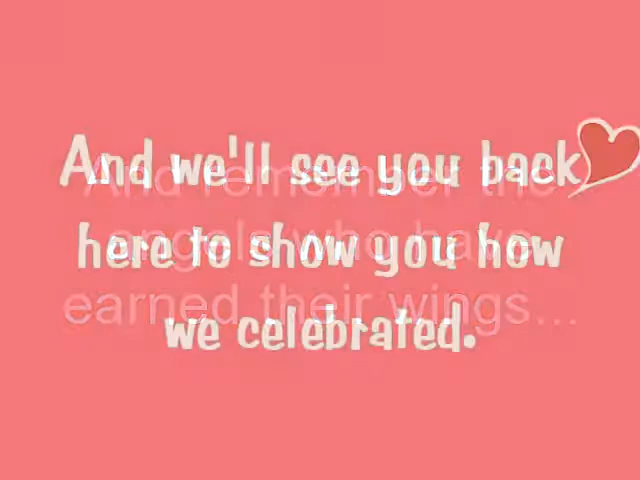 And we'll see you back
here to show you how
we celebrated.
And remember the
angels who have
earned their wings...